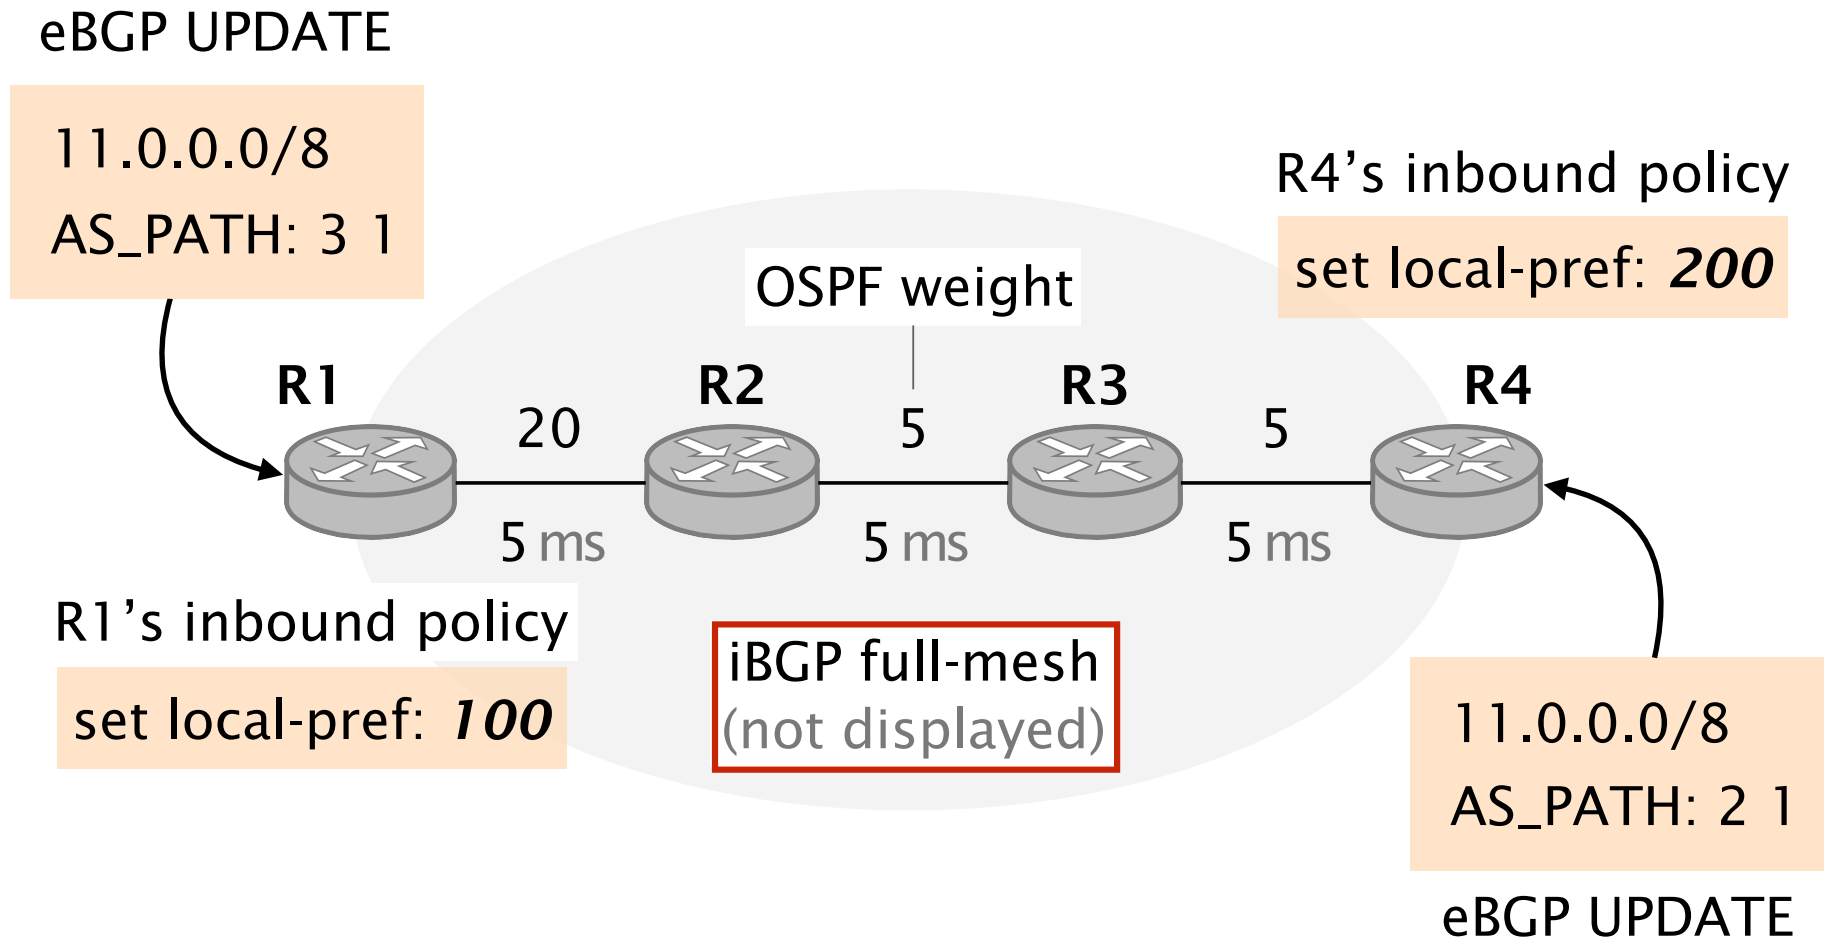 eBGP UPDATE
11.0.0.0/8
AS_PATH: 3 1
R4’s inbound policy
set local-pref: 200
OSPF weight
R1
R2
R3
R4
20
5
5
5 ms
5 ms
5 ms
R1’s inbound policy
set local-pref: 100
iBGP full-mesh
(not displayed)
11.0.0.0/8
AS_PATH: 2 1
eBGP UPDATE